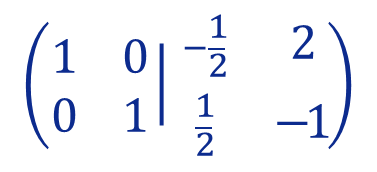 ( 1 0 | -1/2 2 )
( 0 1 | 1/2 -1 )